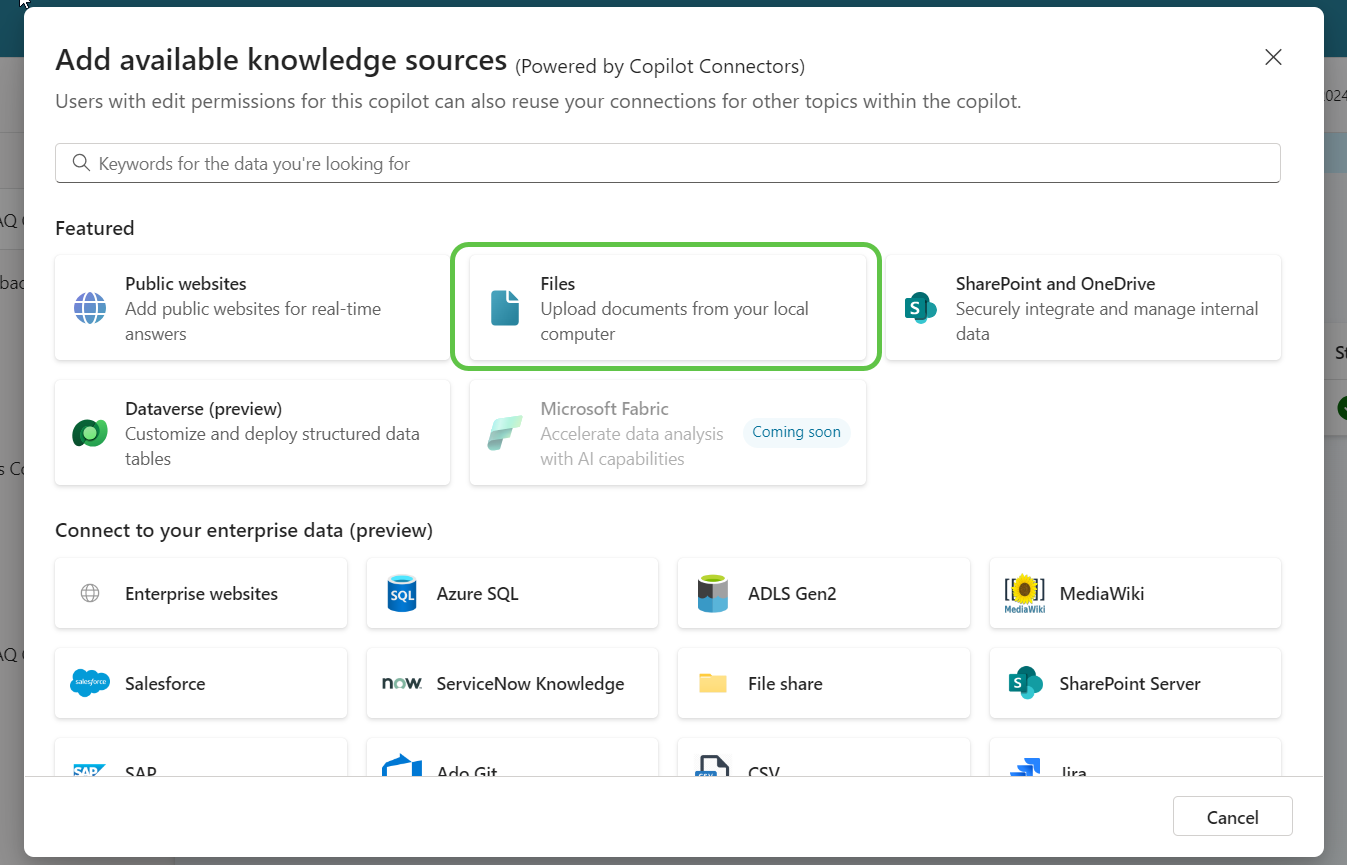 Add available knowledge sources (Powered by Copilot Connectors)
Users with edit permissions for this copilot can also reuse your connections for other topics within the copilot.
Keywords for the data you're looking for
Featured
Public websites
Add public websites for real-time
answers
Files
Upload documents from your local
computer
SharePoint and OneDrive
Securely integrate and manage internal
data
Dataverse (preview)
Customize and deploy structured data
tables
Microsoft Fabric
Accelerate data analysis
with AI capabilities
Coming soon
Connect to your enterprise data (preview)
Enterprise websites
SQL
Azure SQL
ADLS Gen2
MediaWiki
MediaWiki
salesforce
Salesforce
now.
ServiceNow Knowledge
File share
S
SharePoint Server
SAP
SAP
Ado Git
CSV
Jira
Cancel